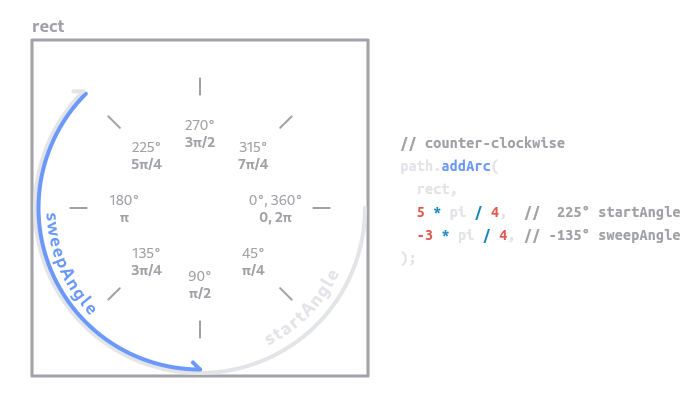 rect
270°
3π/2
225°
5π/4
315°
7π/4
180°
π
0°, 360°
0, 2π
135°
3π/4
45°
π/4
90°
π/2
sweepAngle
startAngle
// counter-clockwise
path.addArc(
rect,
5 * pi / 4, // 225° startAngle
-3 * pi / 4, // -135° sweepAngle
);